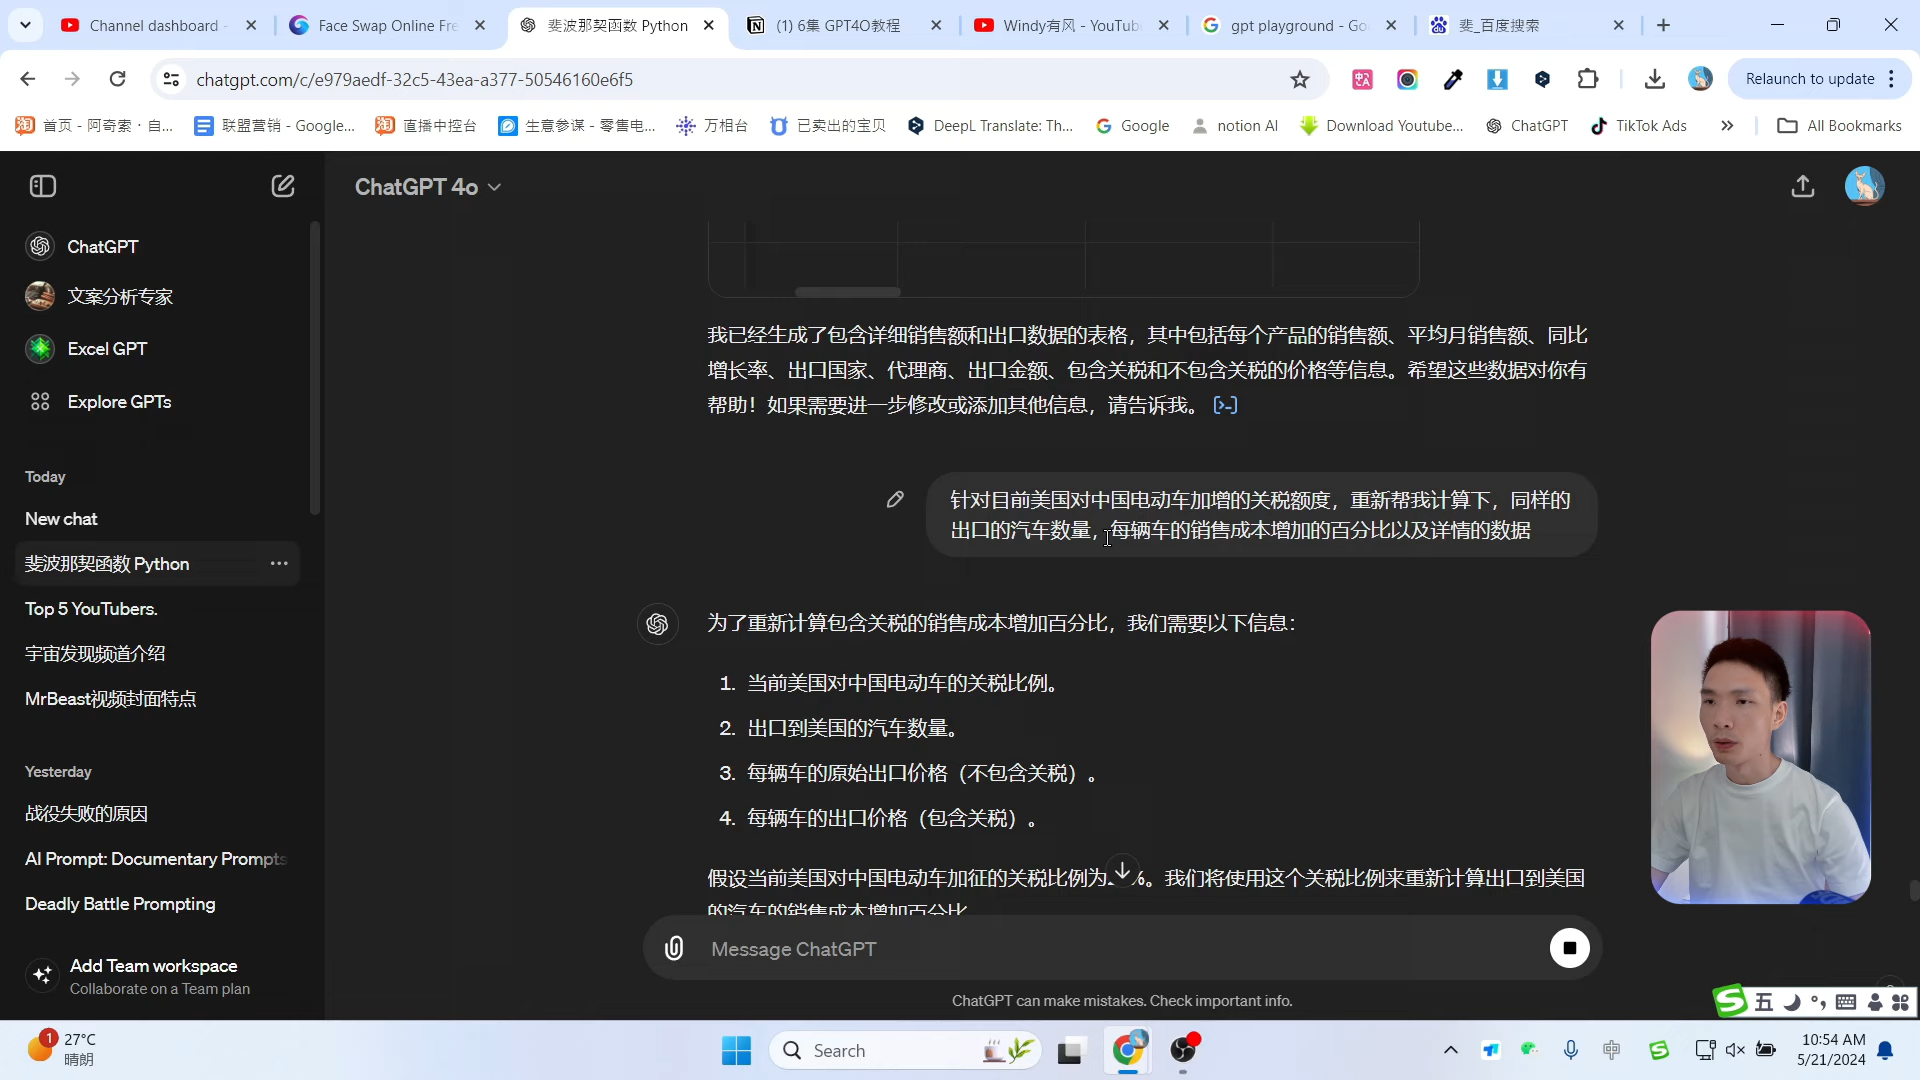 Channel dashboard
Face Swap Online Fre
斐波那契函数 Python
(1) 6集 GPT4O教程
Windy有风 - YouTub
gpt playground - Go
斐_百度搜索
chatgpt.com/c/e979aedf-32c5-43ea-a377-50546160e6f5
Relaunch to update
首页 - 阿奇索 · 自...
联盟营销 - Google...
直播中控台
生意参谋 - 零售电...
万相台
已卖出的宝贝
DeepL Translate: Th...
Google
notion AI
Download Youtube...
ChatGPT
TikTok Ads
All Bookmarks
ChatGPT 4o
ChatGPT
文案分析专家
Excel GPT
Explore GPTs
Today
New chat
斐波那契函数 Python
Top 5 YouTubers.
宇宙发现频道介绍
MrBeast视频封面特点
Yesterday
战役失败的原因
AI Prompt: Documentary Prompts
Deadly Battle Prompting
Add Team workspace
Collaborate on a Team plan
我已经生成了包含详细销售额和出口数据的表格，其中包括每个产品的销售额、平均月销售额、同比
增长率、出口国家、代理商、出口金额、包含关税和不包含关税的价格等信息。希望这些数据对你有
帮助！如果需要进一步修改或添加其他信息，请告诉我。 [>-]
针对目前美国对中国电动车加增的关税额度，重新帮我计算下，同样的
出口的汽车数量，每辆车的销售成本增加的百分比以及详情的数据
为了重新计算包含关税的销售成本增加百分比，我们需要以下信息：
1. 当前美国对中国电动车的关税比例。
2. 出口到美国的汽车数量。
3. 每辆车的原始出口价格（不包含关税）。
4. 每辆车的出口价格（包含关税）。
假设当前美国对中国电动车加征的关税比例为 %。我们将使用这个关税比例来重新计算出口到美国
的汽车的销售成本增加百分比
Message ChatGPT
ChatGPT can make mistakes. Check important info.
五
1
27°C
晴朗
Search
中
10:54 AM
5/21/2024